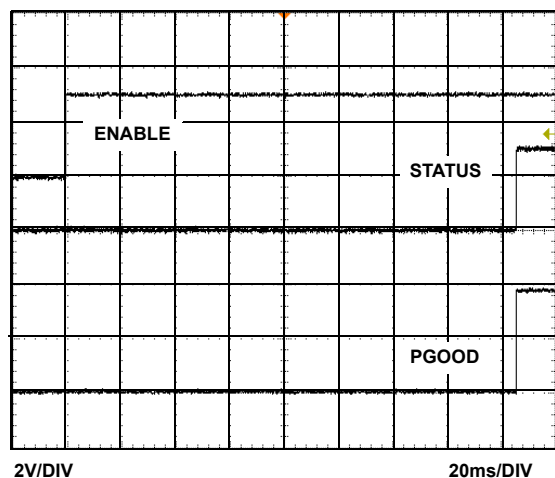 ENABLE
STATUS
PGOOD
2V/DIV
20ms/DIV